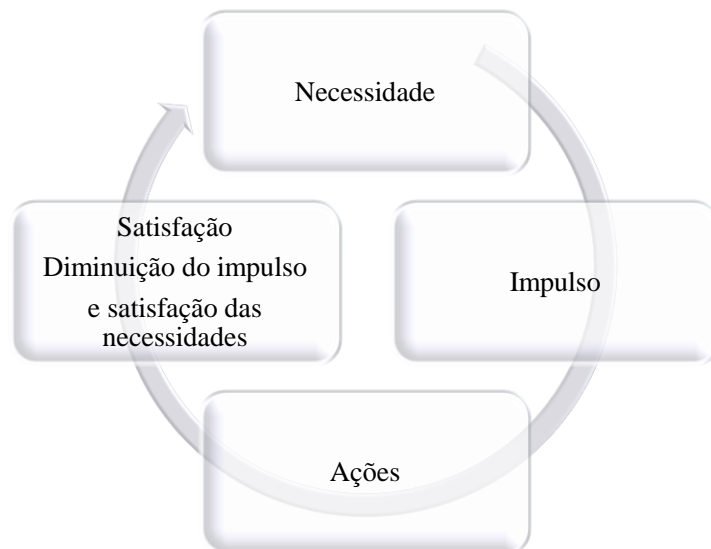 Necessidade
Satisfação
Diminuição do impulso
e satisfação das
necessidades
Impulso
Ações